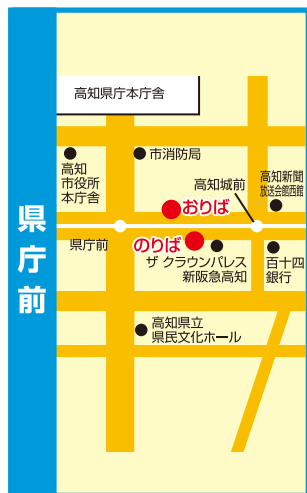 県庁前
高知県庁本庁舎
市消防局
高知
市役所
本庁舎
高知城前
高知新聞
放送会館西館
おりば
県庁前
のりば
ザ クラウンパレス
新阪急高知
百十四
銀行
高知県立
県民文化ホール